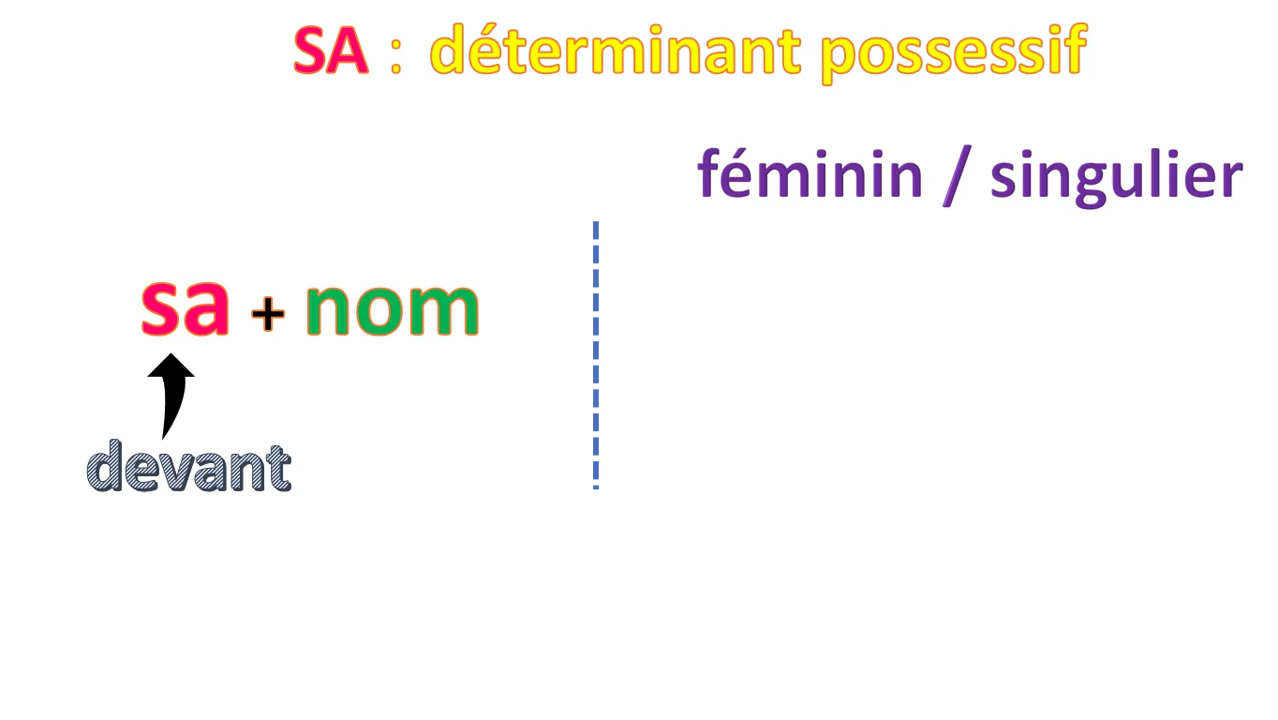 SA : déterminant possessif
féminin / singulier
sa + nom
devant